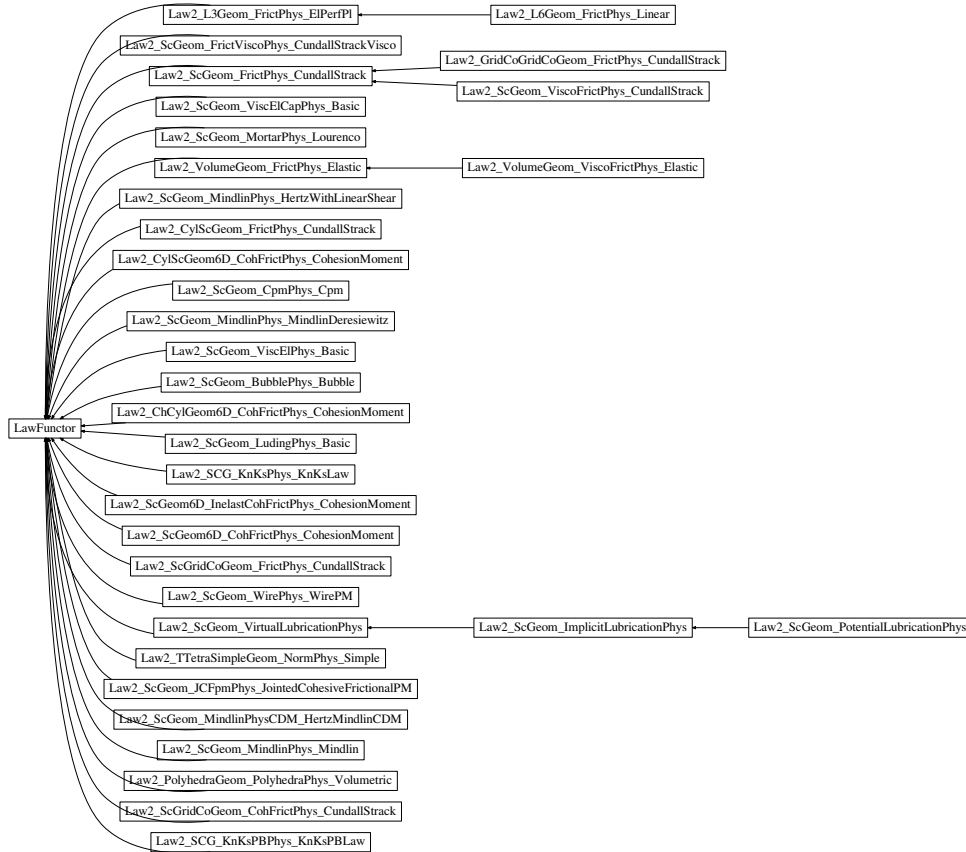 Law2_L3Geom_FrictPhys_ElPerfPl
Law2_L6Geom_FrictPhys_Linear
Law2_ScGeom_FrictViscoPhys_CundallStrackVisco
Law2_GridCoGridCoGeom_FrictPhys_CundallStrack
Law2_ScGeom_FrictPhys_CundallStrack
Law2_ScGeom_ViscoFrictPhys_CundallStrack
Law2_ScGeom_ViscElCapPhys_Basic
Law2_ScGeom_MortarPhys_Lourenco
Law2_VolumeGeom_FrictPhys_Elastic
Law2_VolumeGeom_ViscoFrictPhys_Elastic
Law2_ScGeom_MindlinPhys_HertzWithLinearShear
Law2_CylScGeom_FrictPhys_CundallStrack
Law2_CylScGeom6D_CohFrictPhys_CohesionMoment
Law2_ScGeom_CpmPhys_Cpm
Law2_ScGeom_MindlinPhys_MindlinDeresiewitz
Law2_ScGeom_ViscElPhys_Basic
Law2_ScGeom_BubblePhys_Bubble
Law2_ChCylGeom6D_CohFrictPhys_CohesionMoment
LawFunctor
Law2_ScGeom_LudingPhys_Basic
Law2_SCG_KnKsPhys_KnKsLaw
Law2_ScGeom6D_InelastCohFrictPhys_CohesionMoment
Law2_ScGeom6D_CohFrictPhys_CohesionMoment
Law2_ScGridCoGeom_FrictPhys_CundallStrack
Law2_ScGeom_WirePhys_WirePM
Law2_ScGeom_VirtualLubricationPhys
Law2_ScGeom_ImplicitLubricationPhys
Law2_ScGeom_PotentialLubricationPhys
Law2_TTetraSimpleGeom_NormPhys_Simple
Law2_ScGeom_JCFpmPhys_JointedCohesiveFrictionalPM
Law2_ScGeom_MindlinPhysCDM_HertzMindlinCDM
Law2_ScGeom_MindlinPhys_Mindlin
Law2_PolyhedraGeom_PolyhedraPhys_Volumetric
Law2_ScGridCoGeom_CohFrictPhys_CundallStrack
Law2_SCG_KnKsPBPhys_KnKsPBLaw